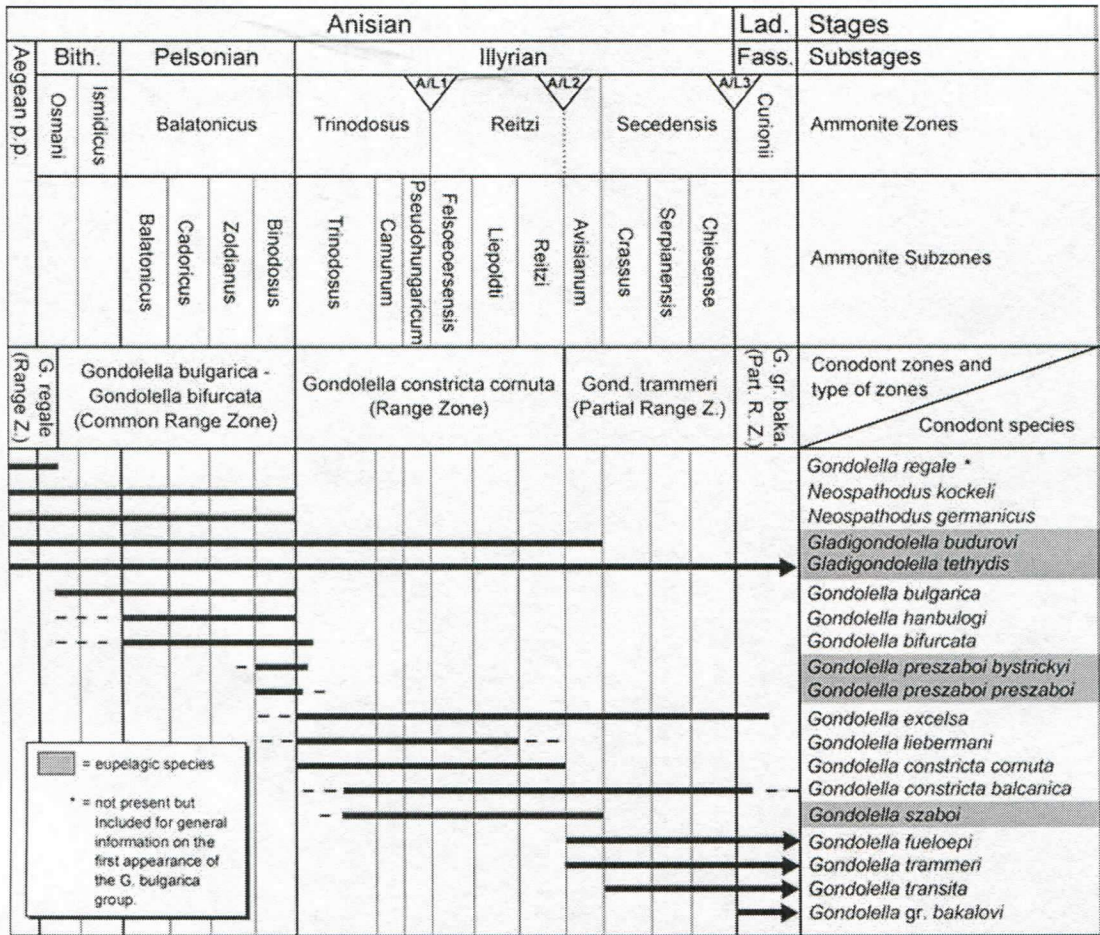 Anisian Lad. Stages
Aegean p.p. Bith. Pelsonian Illyrian Fass. Substages
A/L1 A/L2 A/L3
Osmani Ismidicus Balatonicus Trinodosus Reitzi Secedensis Curionii Ammonite Zones
Balatonicus Cadoricus Zoldianus Binodosus Trinodosus Camunum Pseudohungaricum Felsoeoersensis Liepoldti Reitzi Avisianum Crassus Serpianensis Chiesense Ammonite Subzones
G. regale
(Range Z.)
Gondolella bulgarica -
Gondolella bifurcata
(Common Range Zone)
Gondolella constricta cornuta
(Range Zone)
Gond. trammeri
(Partial Range Z.)
G. gr. baka.
(Part. R. Z.)
Conodont zones and
type of zones
Conodont species
Gondolella regale *
Neospathodus kockeli
Neospathodus germanicus
Gladigondolella budurovi
Gladigondolella tethydis
Gondolella bulgarica
Gondolella hanbulogi
Gondolella bifurcata
Gondolella preszaboi bystrickyi
Gondolella preszaboi preszaboi
Gondolella excelsa
Gondolella liebermani
Gondolella constricta cornuta
Gondolella constricta balcanica
Gondolella szaboi
Gondolella fueloepi
Gondolella trammeri
Gondolella transita
Gondolella gr. bakalovi
= eupelagic species
* = not present but
Included for general
information on the
first appearance of
the G. bulgarica
group.